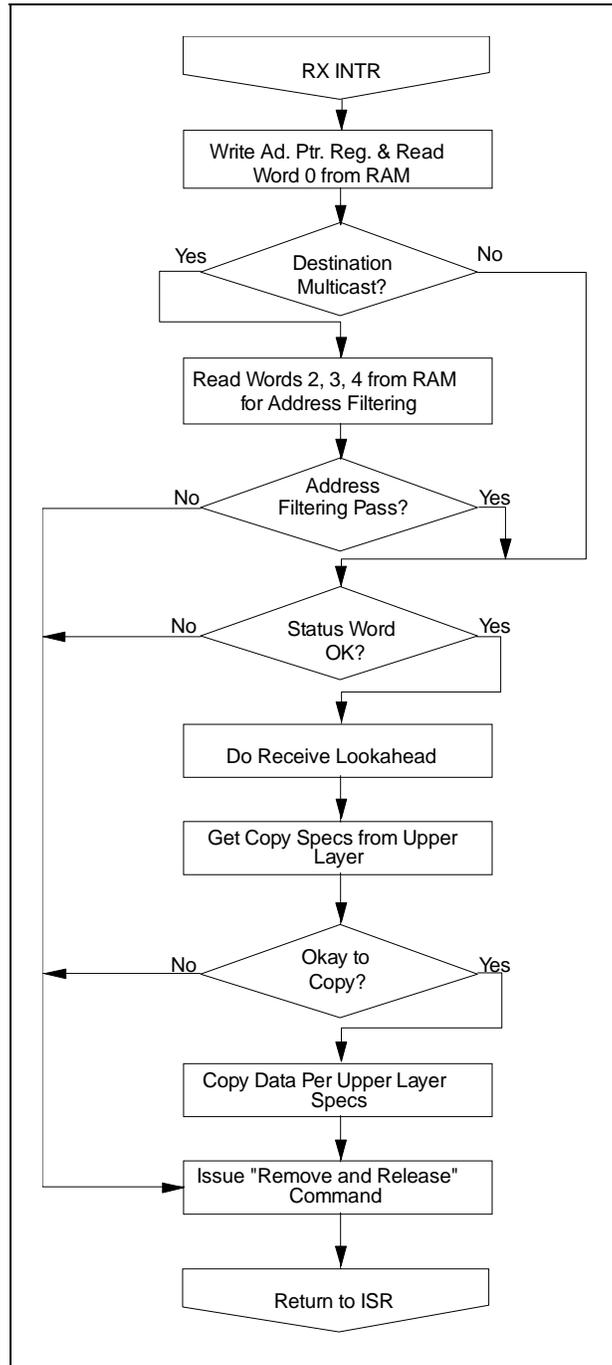 RX INTR
Write Ad. Ptr. Reg. & Read
Word 0 from RAM
Yes
No
Destination
Multicast?
Read Words 2, 3, 4 from RAM
for Address Filtering
No
Address
Yes
Filtering Pass?
No
Status Word
Yes
OK?
Do Receive Lookahead
Get Copy Specs from Upper
Layer
No
Okay to
Yes
Copy?
Copy Data Per Upper Layer
Specs
Issue "Remove and Release"
Command
Return to ISR